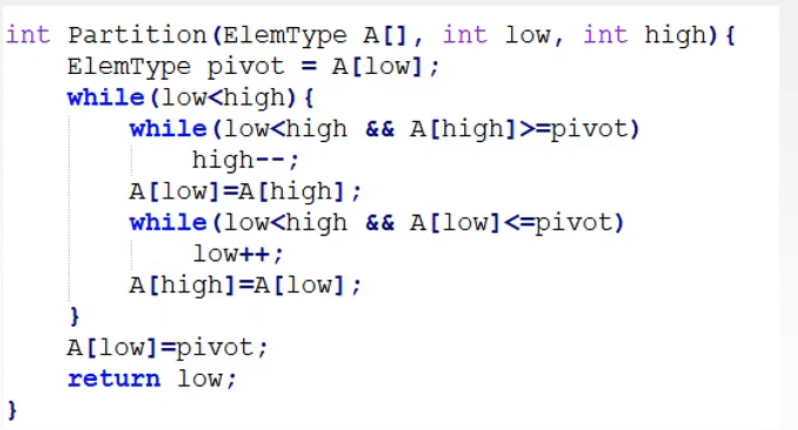 int Partition(ElemType A[], int low, int high){
    ElemType pivot = A[low];
    while(low<high){
        while(low<high && A[high]>=pivot)
            high--;
        A[low]=A[high];
        while(low<high && A[low]<=pivot)
            low++;
        A[high]=A[low];
    }
    A[low]=pivot;
    return low;
}